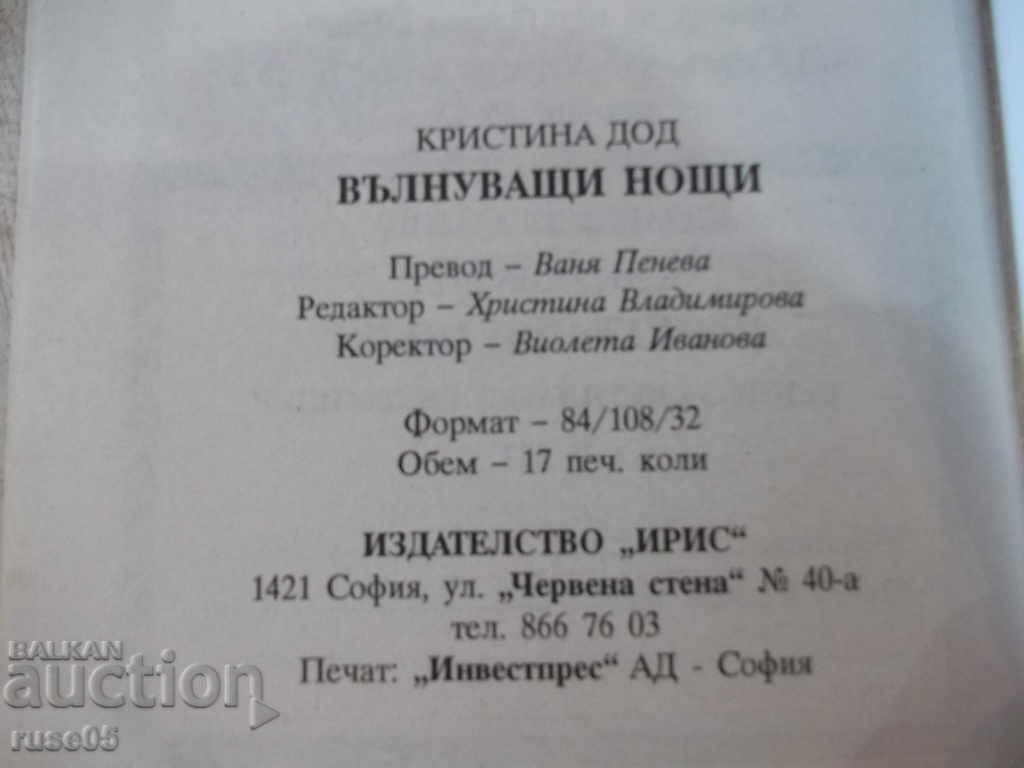 КРИСТИНА ДОД
ВЪЛНУВАЩИ НОЩИ
Превод – Ваня Пенева
Редактор – Христина Владимирова
Коректор – Виолета Иванова
Формат – 84/108/32
Обем – 17 печ. коли
ИЗДАТЕЛСТВО „ИРИС“
1421 София, ул. „Червена стена“ № 40-а
тел. 866 76 03
Печат: „Инвестпрес“ АД - София
BALKAN
auction
ruse05